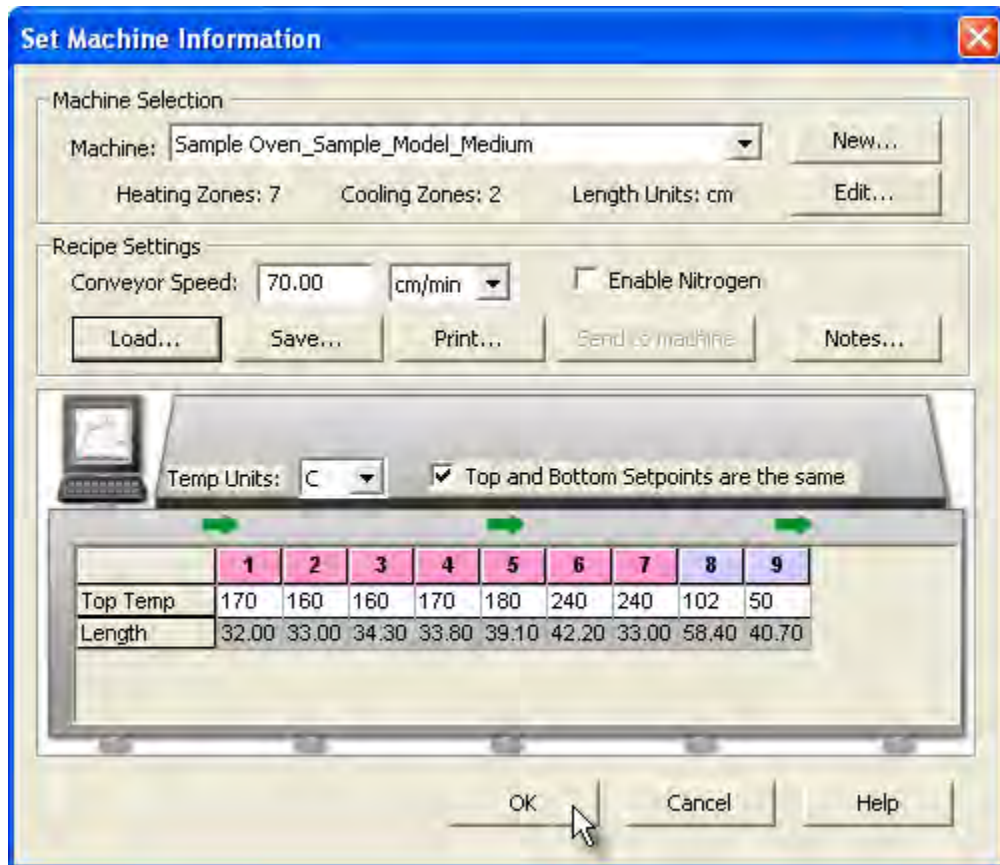 Set Machine Information
Machine Selection
Machine: Sample Oven_Sample_Model_Medium New...
Heating Zones: 7 Cooling Zones: 2 Length Units: cm Edit...
Recipe Settings
Conveyor Speed: 70.00 cm/min Enable Nitrogen
Load... Save... Print... Send to machine Notes...
Temp Units: C Top and Bottom Setpoints are the same
1 2 3 4 5 6 7 8 9
Top Temp 170 160 160 170 180 240 240 102 50
Length 32.00 33.00 34.30 33.80 39.10 42.20 33.00 58.40 40.70
OK Cancel Help